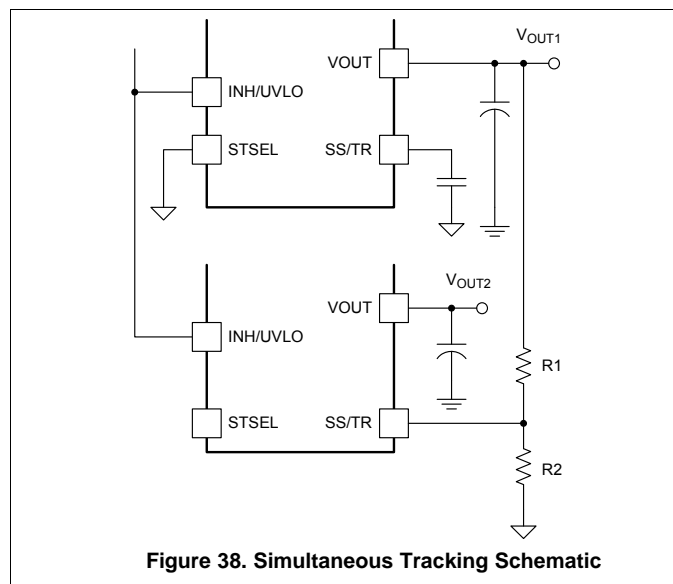 VOUT1
VOUT
INH/UVLO
STSEL
SS/TR
VOUT2
VOUT
INH/UVLO
R1
STSEL
SS/TR
R2
Figure 38. Simultaneous Tracking Schematic